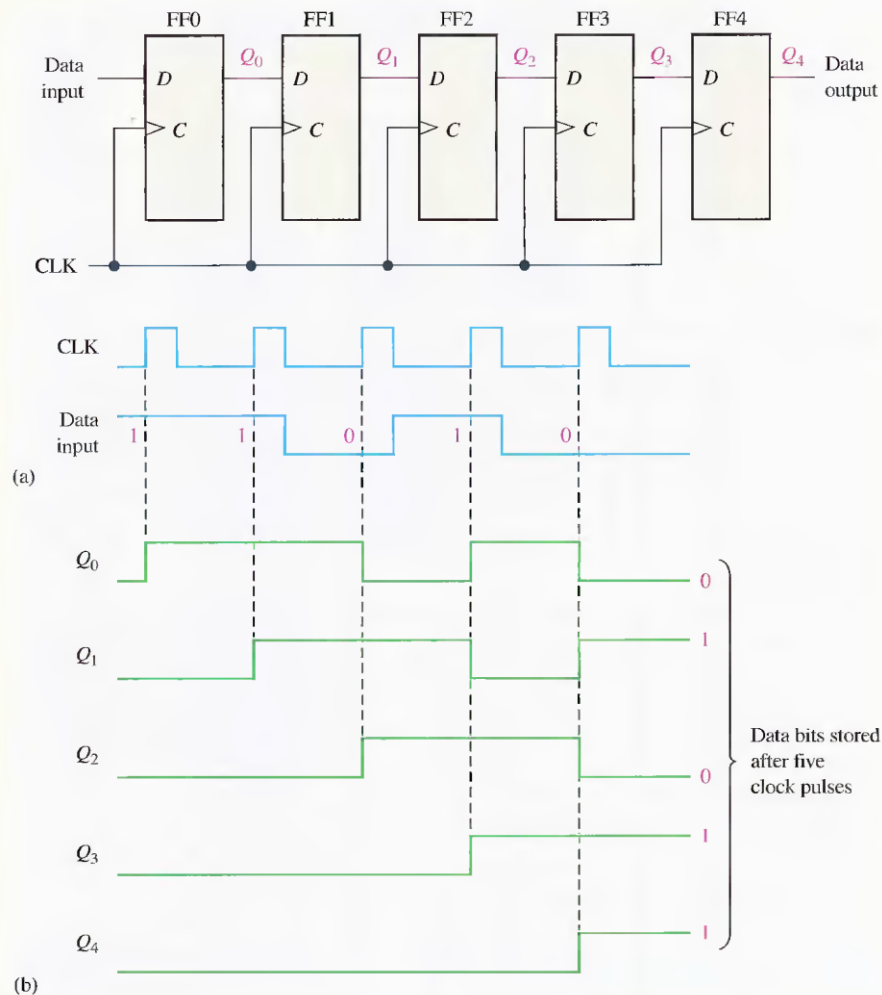 FF0 FF1 FF2 FF3 FF4
Data input
Q0 Q1 Q2 Q3 Q4
Data output
D D D D D
C C C C C
CLK
CLK
Data input
1 1 0 1 0
(a)
Q0 0
Q1 1
Q2 0
Q3 1
Q4 1
Data bits stored
after five
clock pulses
(b)